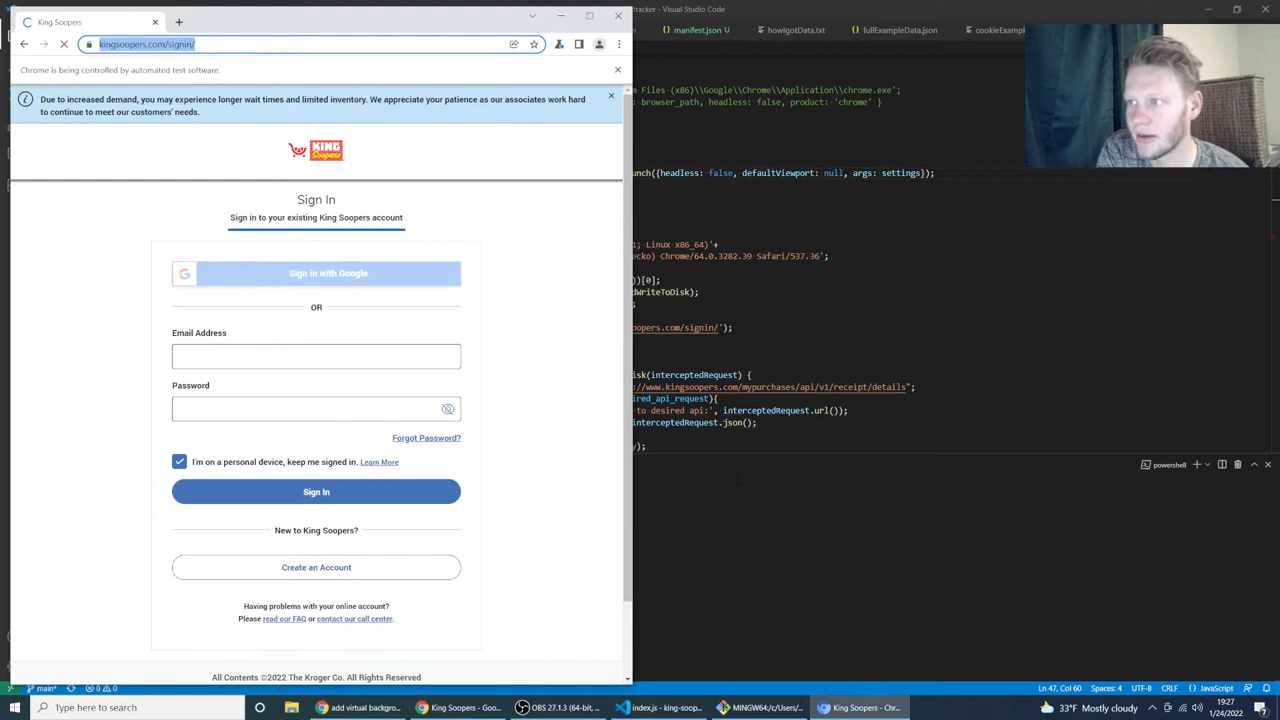 King Soopers
tracker - Visual Studio Code
manifest.json U
howIgotData.txt
fullExampleData.json
kingsoopers.com/signin/
Chrome is being controlled by automated test software.
m Files (x86)\\Google\\Chrome\\Application\\chrome.exe';
browser_path, headless: false, product: 'chrome' }
Due to increased demand, you may experience longer wait times and limited inventory. We appreciate your patience as our associates work hard
to continue to meet our customers' needs.
KING
Soopers
unch({headless: false, defaultViewport: null, args: settings});
Sign In
Sign in to your existing King Soopers account
1; Linux x86_64)'+
ecko) Chrome/64.0.3282.39 Safari/537.36';
Sign in with Google
))[0];
dWriteToDisk);
;
OR
oopers.com/signin/');
Email Address
isk(interceptedRequest) {
Password
://www.kingsoopers.com/mypurchases/api/v1/receipt/details";
ired_api_request){
to desired api:', interceptedRequest.url());
interceptedRequest.json();
Forgot Password?
y);
I'm on a personal device, keep me signed in. Learn More
powershell
Sign In
New to King Soopers?
Create an Account
Having problems with your online account?
Please read our FAQ or contact our call center.
All Contents ©2022 The Kroger Co. All Rights Reserved
main*
0 0
Ln 47, Col 60
Spaces: 4
UTF-8
CRLF
JavaScript
Type here to search
add virtual backgro...
King Soopers - Goo...
OBS 27.1.3 (64-bit, ...
index.js - king-soop...
MINGW64:/c/Users/...
King Soopers - Chr...
33°F Mostly cloudy
19:27
1/24/2022